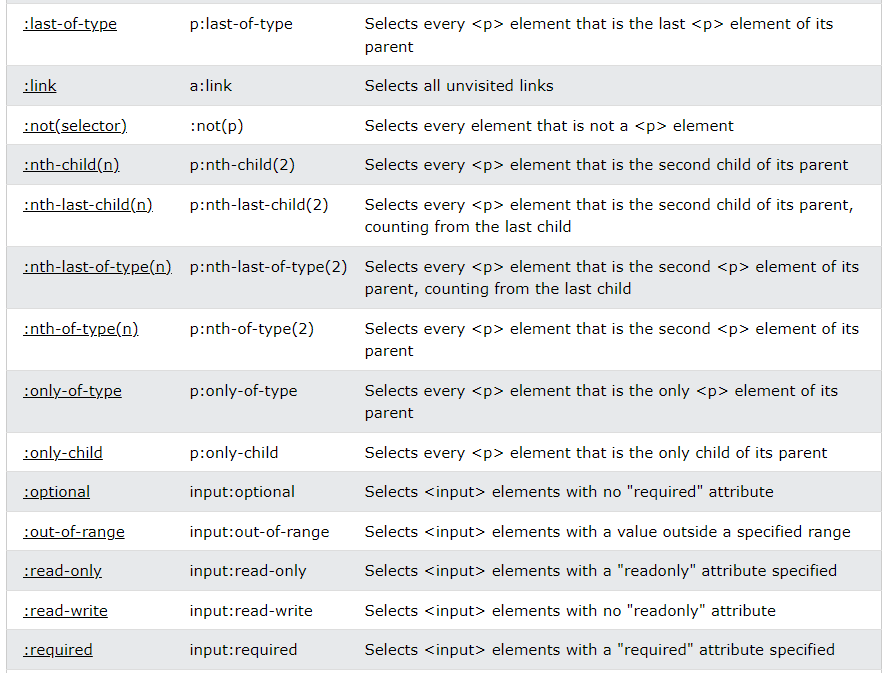 :last-of-type p:last-of-type Selects every <p> element that is the last <p> element of its
parent
:link a:link Selects all unvisited links
:not(selector) :not(p) Selects every element that is not a <p> element
:nth-child(n) p:nth-child(2) Selects every <p> element that is the second child of its parent
:nth-last-child(n) p:nth-last-child(2) Selects every <p> element that is the second child of its parent,
counting from the last child
:nth-last-of-type(n) p:nth-last-of-type(2) Selects every <p> element that is the second <p> element of its
parent, counting from the last child
:nth-of-type(n) p:nth-of-type(2) Selects every <p> element that is the second <p> element of its
parent
:only-of-type p:only-of-type Selects every <p> element that is the only <p> element of its
parent
:only-child p:only-child Selects every <p> element that is the only child of its parent
:optional input:optional Selects <input> elements with no "required" attribute
:out-of-range input:out-of-range Selects <input> elements with a value outside a specified range
:read-only input:read-only Selects <input> elements with a "readonly" attribute specified
:read-write input:read-write Selects <input> elements with no "readonly" attribute
:required input:required Selects <input> elements with a "required" attribute specified